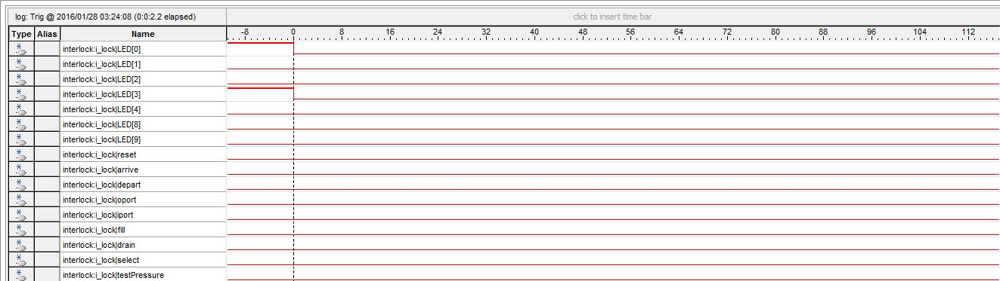 log: Trig @ 2016/01/28 03:24:08 (0:0:2.2 elapsed) click to insert time bar
Type Alias Name -8 0 8 16 24 32 40 48 56 64 72 80 88 96 104 112
interlock:i_lock|LED[0]
interlock:i_lock|LED[1]
interlock:i_lock|LED[2]
interlock:i_lock|LED[3]
interlock:i_lock|LED[4]
interlock:i_lock|LED[8]
interlock:i_lock|LED[9]
interlock:i_lock|reset
interlock:i_lock|arrive
interlock:i_lock|depart
interlock:i_lock|oport
interlock:i_lock|iport
interlock:i_lock|fill
interlock:i_lock|drain
interlock:i_lock|select
interlock:i_lock|testPressure